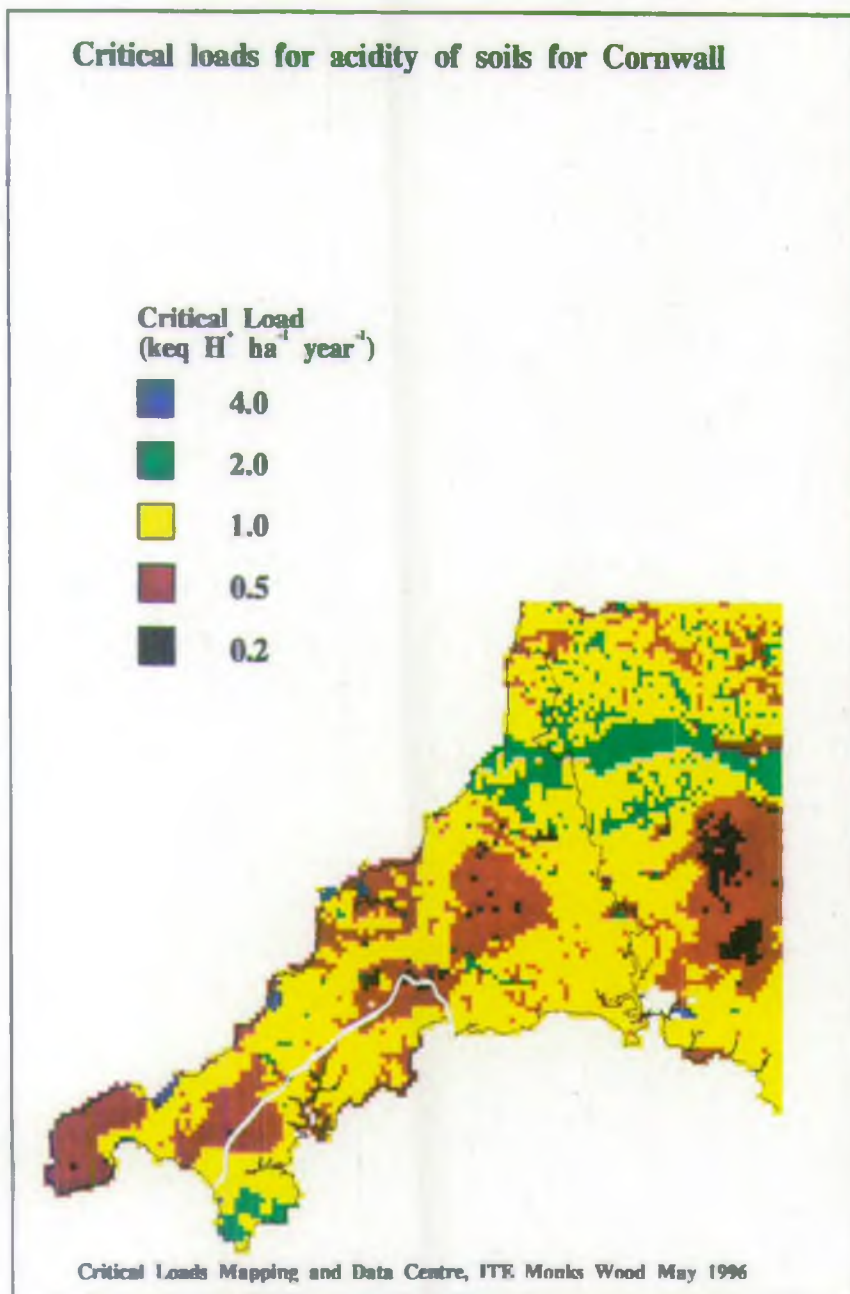 Critical loads for acidity of soils for Cornwall
Critical Load
(keq H⁺ ha⁻¹ year⁻¹)
4.0
2.0
1.0
0.5
0.2
Critical Loads Mapping and Data Centre, ITE Monks Wood May 1996